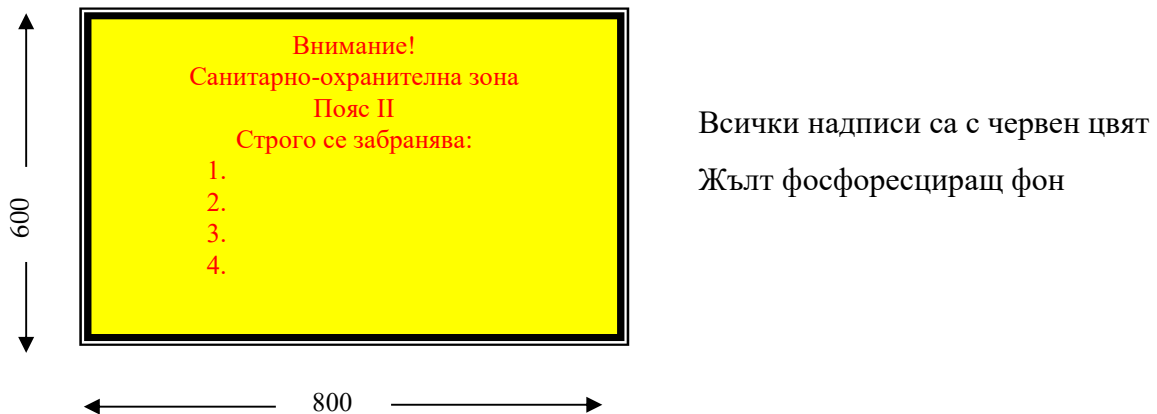 Внимание!
Санитарно-охранителна зона
Пояс II
Строго се забранява:
1.
2.
3.
4.
600
800
Всички надписи са с червен цвят
Жълт фосфоресциращ фон